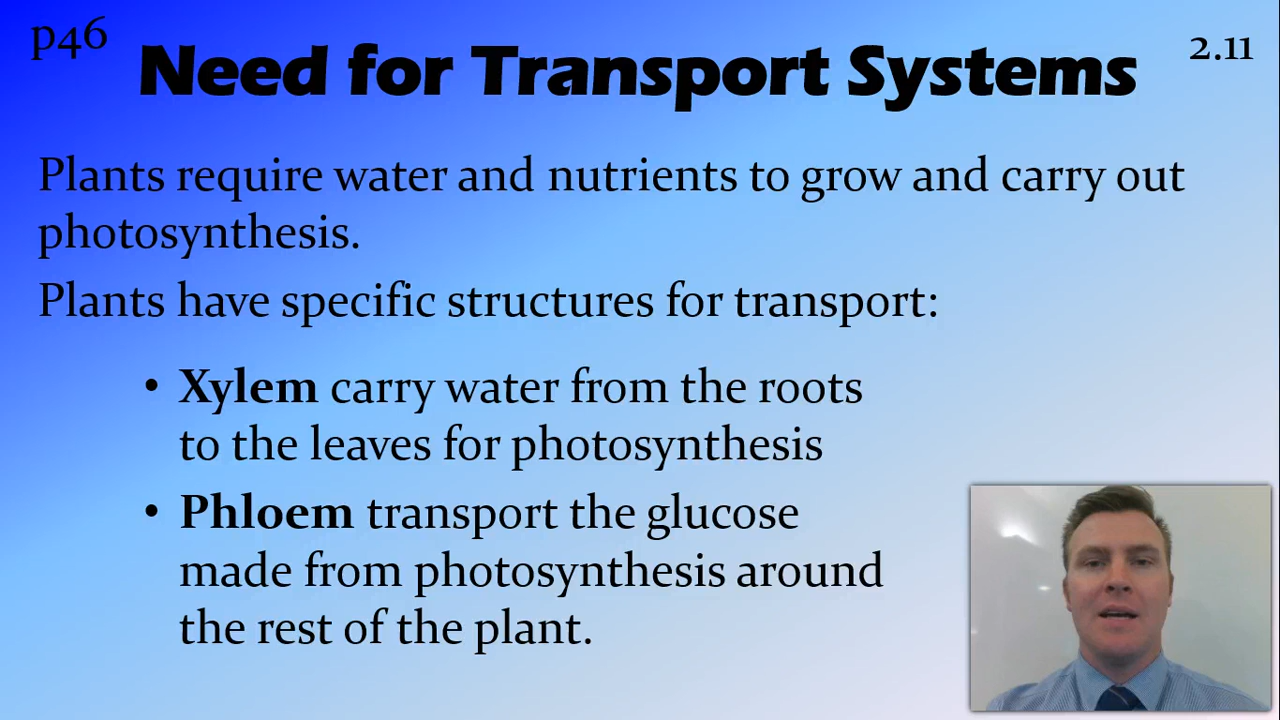 p46
Need for Transport Systems
2.11
Plants require water and nutrients to grow and carry out
photosynthesis.
Plants have specific structures for transport:
• Xylem carry water from the roots
to the leaves for photosynthesis
• Phloem transport the glucose
made from photosynthesis around
the rest of the plant.